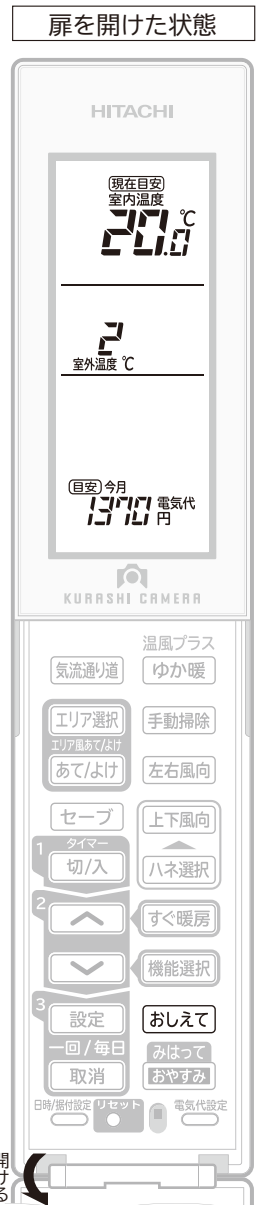 扉を開けた状態
HITACHI
現在目安
室内温度
20.0℃
2
室外温度 ℃
目安 今月
1370 電気代
円
KURASHI CAMERA
温風プラス
気流通り道 ゆか暖
エリア選択 手動掃除
エリア風あて/よけ
あて/よけ 左右風向
セーブ 上下風向
1 タイマー
切/入 ハネ選択
2 すぐ暖房
機能選択
3
設定 おしえて
一回/毎日 みはって
取消 おやすみ
日時/据付設定 リセット 電気代設定
開ける